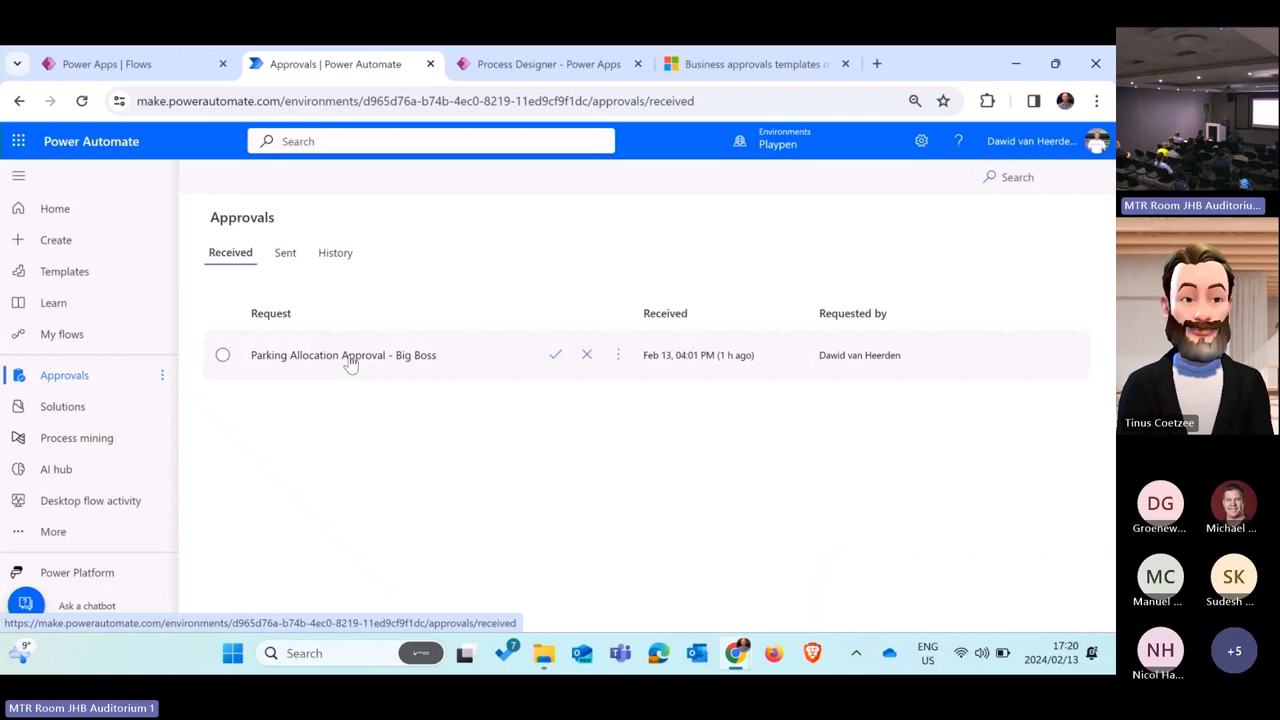 Power Apps | Flows
Approvals | Power Automate
Process Designer - Power Apps
Business approvals templates o
make.powerautomate.com/environments/d965d76a-b74b-4ec0-8219-11ed9cf9f1dc/approvals/received
Power Automate
Search
Environments
Playpen
Dawid van Heerde...
Search
Home
Create
Templates
Learn
My flows
Approvals
Solutions
Process mining
AI hub
Desktop flow activity
More
Power Platform
Ask a chatbot
Approvals
Received Sent History
Request Received Requested by
Parking Allocation Approval - Big Boss Feb 13, 04:01 PM (1 h ago) Dawid van Heerden
https://make.powerautomate.com/environments/d965d76a-b74b-4ec0-8219-11ed9cf9f1dc/approvals/received
9°
Search
7
ENG
US
17:20
2024/02/13
MTR Room JHB Auditoriu...
Tinus Coetzee
DG
Groenew...
Michael ...
MC
Manuel ...
SK
Sudesh ...
NH
Nicol Ha...
+5
MTR Room JHB Auditorium 1